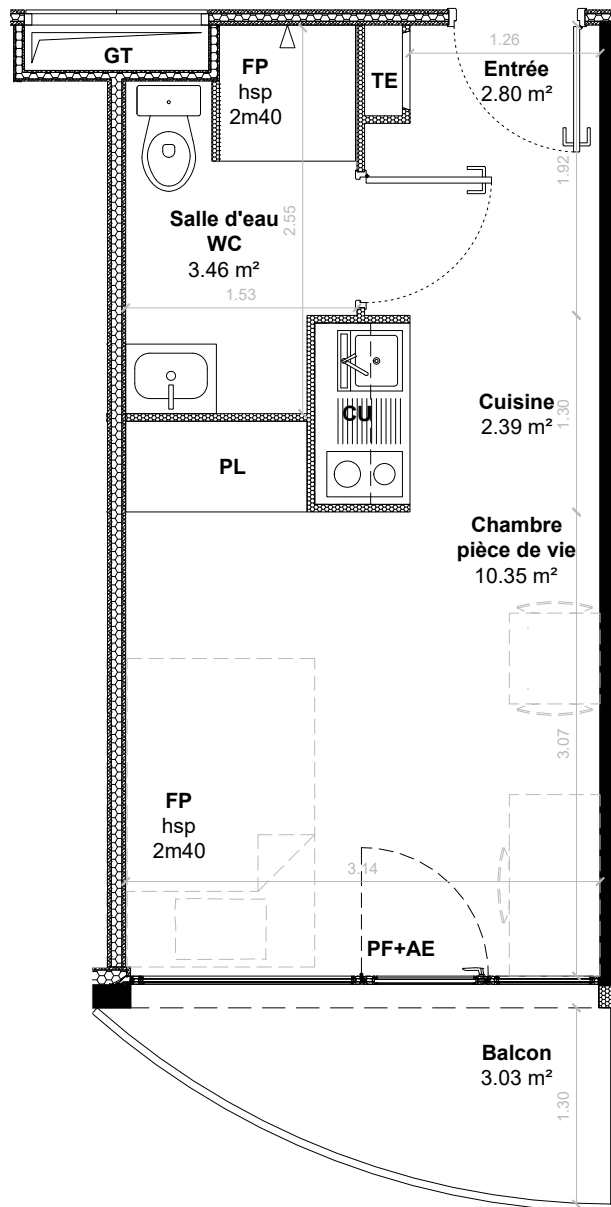 GT
FP
hsp
2m40
TE
1.26
Entrée
2.80 m²
1.92
Salle d'eau
WC
3.46 m²
2.55
1.53
CU
Cuisine
2.39 m²
1.30
PL
Chambre
pièce de vie
10.35 m²
3.07
FP
hsp
2m40
3.14
PF+AE
Balcon
3.03 m²
1.30